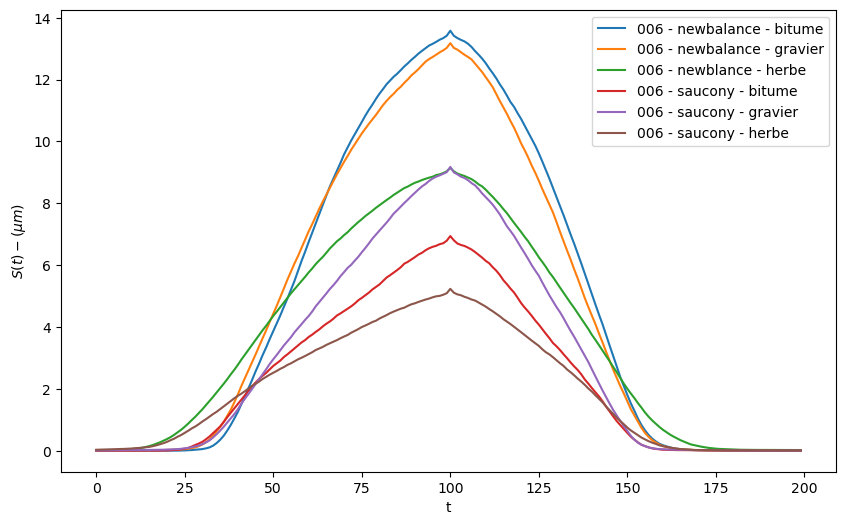 14
12
10
8
6
4
2
0
S(t) − (μm)
006 - newbalance - bitume
006 - newbalance - gravier
006 - newblance - herbe
006 - saucony - bitume
006 - saucony - gravier
006 - saucony - herbe
0 25 50 75 100 125 150 175 200
t